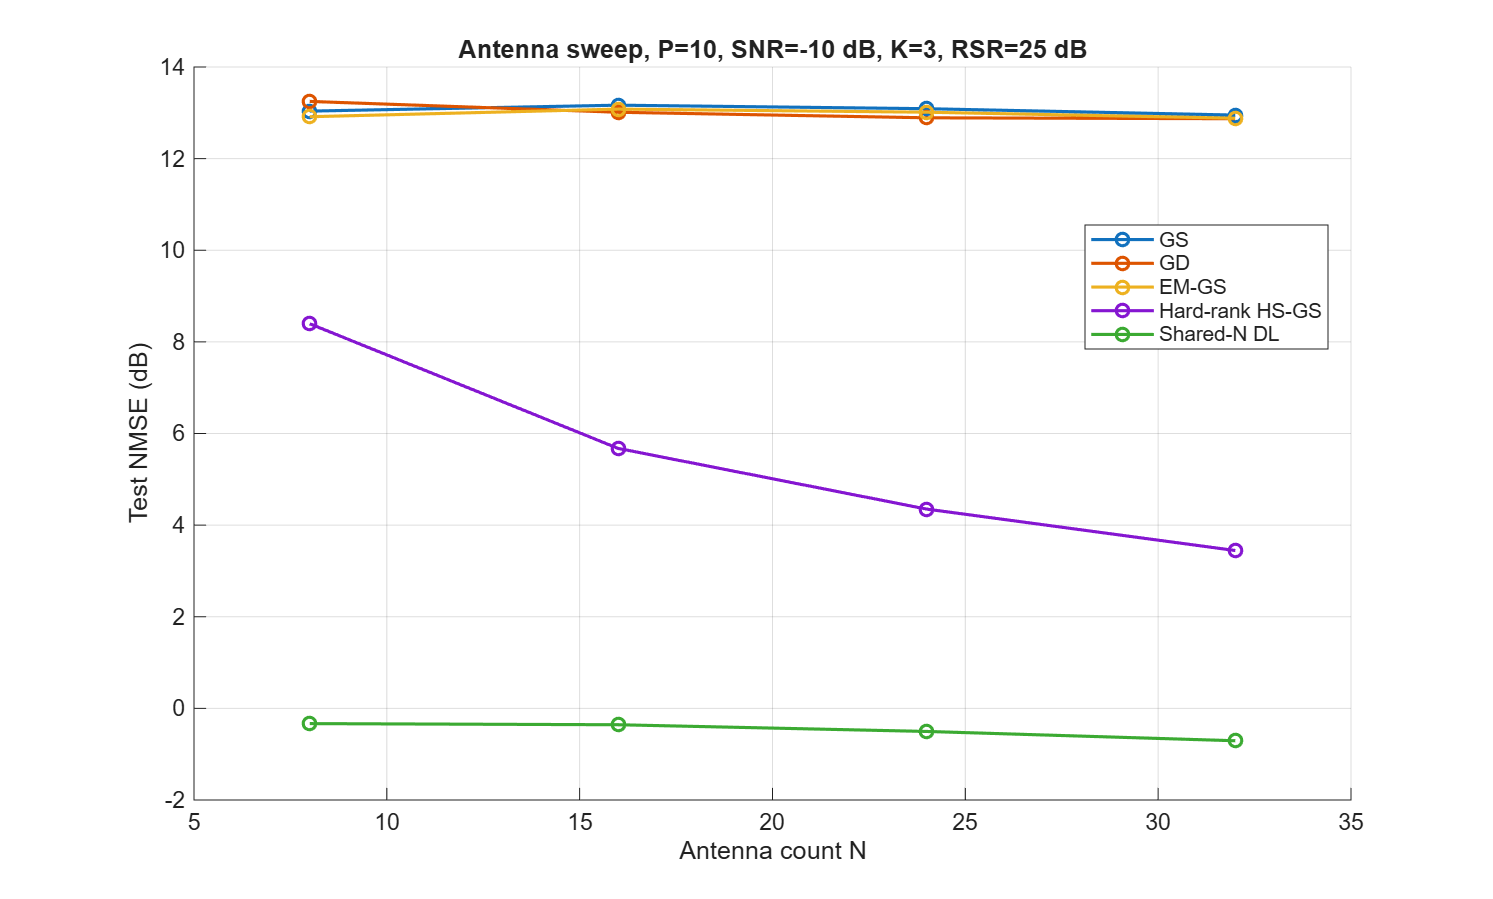 Antenna sweep, P=10, SNR=-10 dB, K=3, RSR=25 dB
14
12
10
8
6
4
2
0
-2
Test NMSE (dB)
GS
GD
EM-GS
Hard-rank HS-GS
Shared-N DL
5 10 15 20 25 30 35
Antenna count N